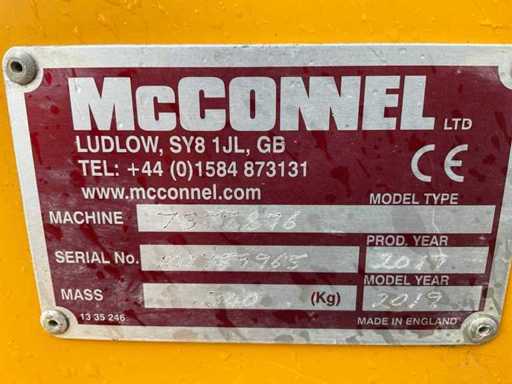 McCONNEL LTD
LUDLOW, SY8 1JL, GB
TEL: +44 (0)1584 873131
www.mcconnel.com
MODEL TYPE
MACHINE
PROD. YEAR
SERIAL No. 2019
MODEL YEAR
MASS (Kg) 2019
13 35 246 MADE IN ENGLAND